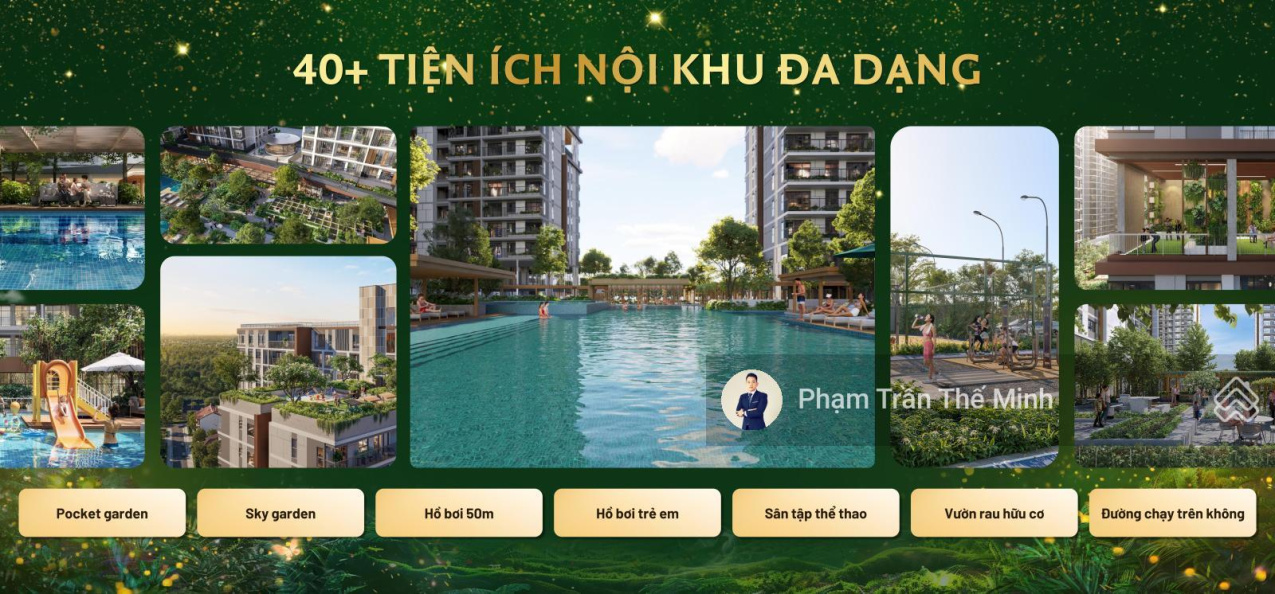 40+ TIỆN ÍCH NỘI KHU ĐA DẠNG
Phạm Trần Thế Minh
Pocket garden
Sky garden
Hồ bơi 50m
Hồ bơi trẻ em
Sân tập thể thao
Vườn rau hữu cơ
Đường chạy trên không